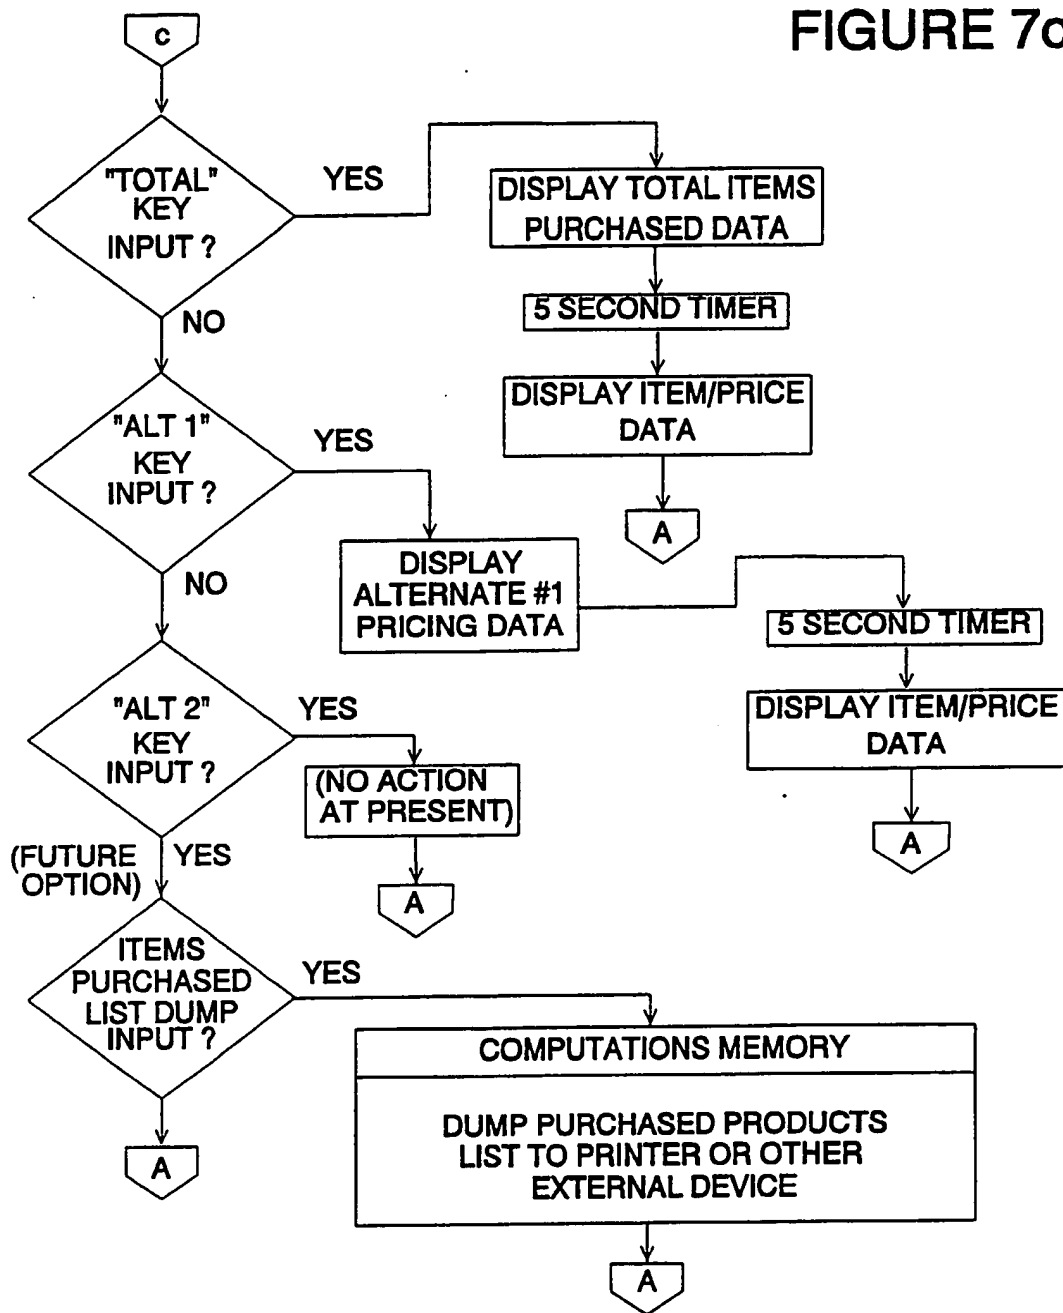 FIGURE 7c
c
"TOTAL"
KEY
INPUT ?
YES
DISPLAY TOTAL ITEMS
PURCHASED DATA
5 SECOND TIMER
DISPLAY ITEM/PRICE
DATA
A
NO
"ALT 1"
KEY
INPUT ?
YES
DISPLAY
ALTERNATE #1
PRICING DATA
5 SECOND TIMER
DISPLAY ITEM/PRICE
DATA
A
NO
"ALT 2"
KEY
INPUT ?
YES
(NO ACTION
AT PRESENT)
A
(FUTURE
OPTION)
YES
ITEMS
PURCHASED
LIST DUMP
INPUT ?
YES
COMPUTATIONS MEMORY
DUMP PURCHASED PRODUCTS
LIST TO PRINTER OR OTHER
EXTERNAL DEVICE
A
A